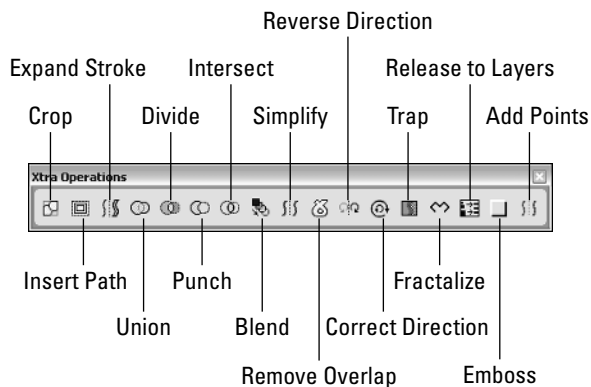 Reverse Direction
Expand Stroke Intersect Release to Layers
Crop Divide Simplify Trap Add Points
Xtra Operations
Insert Path Punch Fractalize
Union Blend Correct Direction
Remove Overlap Emboss